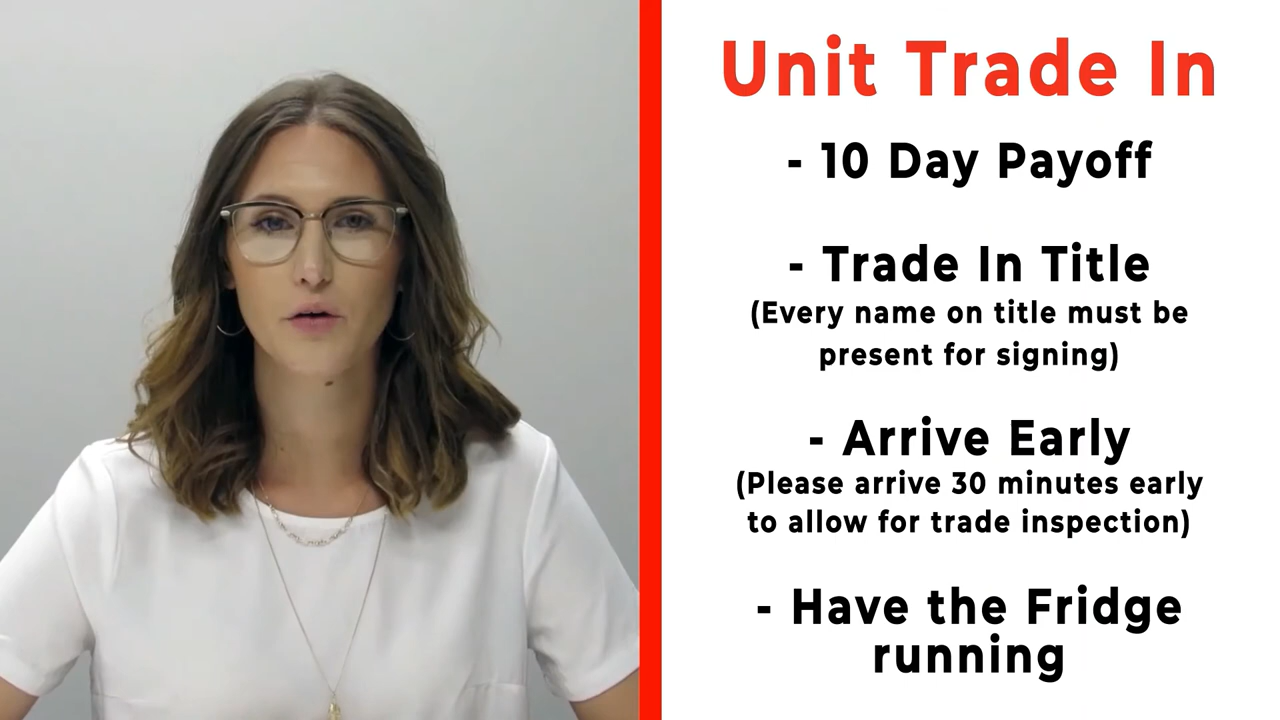 Unit Trade In
- 10 Day Payoff
- Trade In Title
(Every name on title must be
present for signing)
- Arrive Early
(Please arrive 30 minutes early
to allow for trade inspection)
- Have the Fridge
running